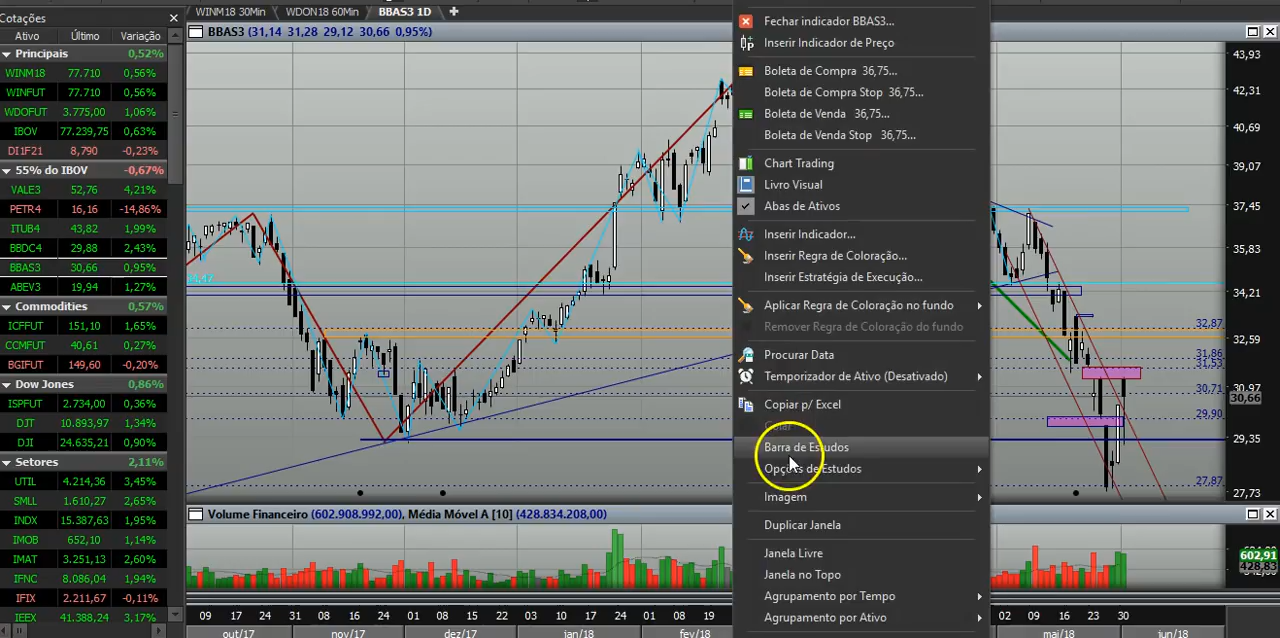 Cotações
Ativo Último Variação
Principais 0,52%
WINM18 77.710 0,56%
WINFUT 77.710 0,56%
WDOFUT 3.775,00 1,06%
IBOV 77.239,75 0,63%
DI1F21 8,790 -0,23%
55% do IBOV -0,67%
VALE3 52,76 4,21%
PETR4 16,16 -14,86%
ITUB4 43,82 1,99%
BBDC4 29,88 2,43%
BBAS3 30,66 0,95%
ABEV3 19,94 1,27%
Commodities 0,57%
ICFFUT 151,10 1,65%
CCMFUT 40,61 0,27%
BGIFUT 149,60 -0,20%
Dow Jones 0,86%
ISPFUT 2.734,00 0,36%
DJT 10.893,97 1,34%
DJI 24.635,21 0,90%
Setores 2,11%
UTIL 4.214,36 3,45%
SMLL 1.610,27 2,65%
INDX 15.387,63 1,95%
IMOB 652,10 1,14%
IMAT 3.251,13 2,60%
IFNC 8.086,04 1,94%
IFIX 2.211,67 -0,11%
IEEX 41.388,24 3,17%
WINM18 30Min WDON18 60Min BBAS3 1D
BBAS3 (31,14 31,28 29,12 30,66 0,95%)
Fechar indicador BBAS3...
Inserir Indicador de Preço
Boleta de Compra 36,75...
Boleta de Compra Stop 36,75...
Boleta de Venda 36,75...
Boleta de Venda Stop 36,75...
Chart Trading
Livro Visual
Abas de Ativos
Inserir Indicador...
Inserir Regra de Coloração...
Inserir Estratégia de Execução...
Aplicar Regra de Coloração no fundo
Remover Regra de Coloração do fundo
Procurar Data
Temporizador de Ativo (Desativado)
Copiar p/ Excel
Colar
Barra de Estudos
Opções de Estudos
Imagem
Duplicar Janela
Janela Livre
Janela no Topo
Agrupamento por Tempo
Agrupamento por Ativo
43,93
42,31
40,69
39,07
37,45
35,83
34,21
32,59
30,97
30,66
29,35
27,73
32,87
31,86
31,53
30,71
29,90
27,87
Volume Financeiro (602.908.992,00), Média Móvel A [10] (428.834.208,00)
602,91
428,83
09 17 24 31 08 16 24 01 11 18 26 03 10 17 24 01 08 19
out/17 nov/17 dez/17 jan/18 fev/18
02 09 16 23 30
mai/18 jun/18